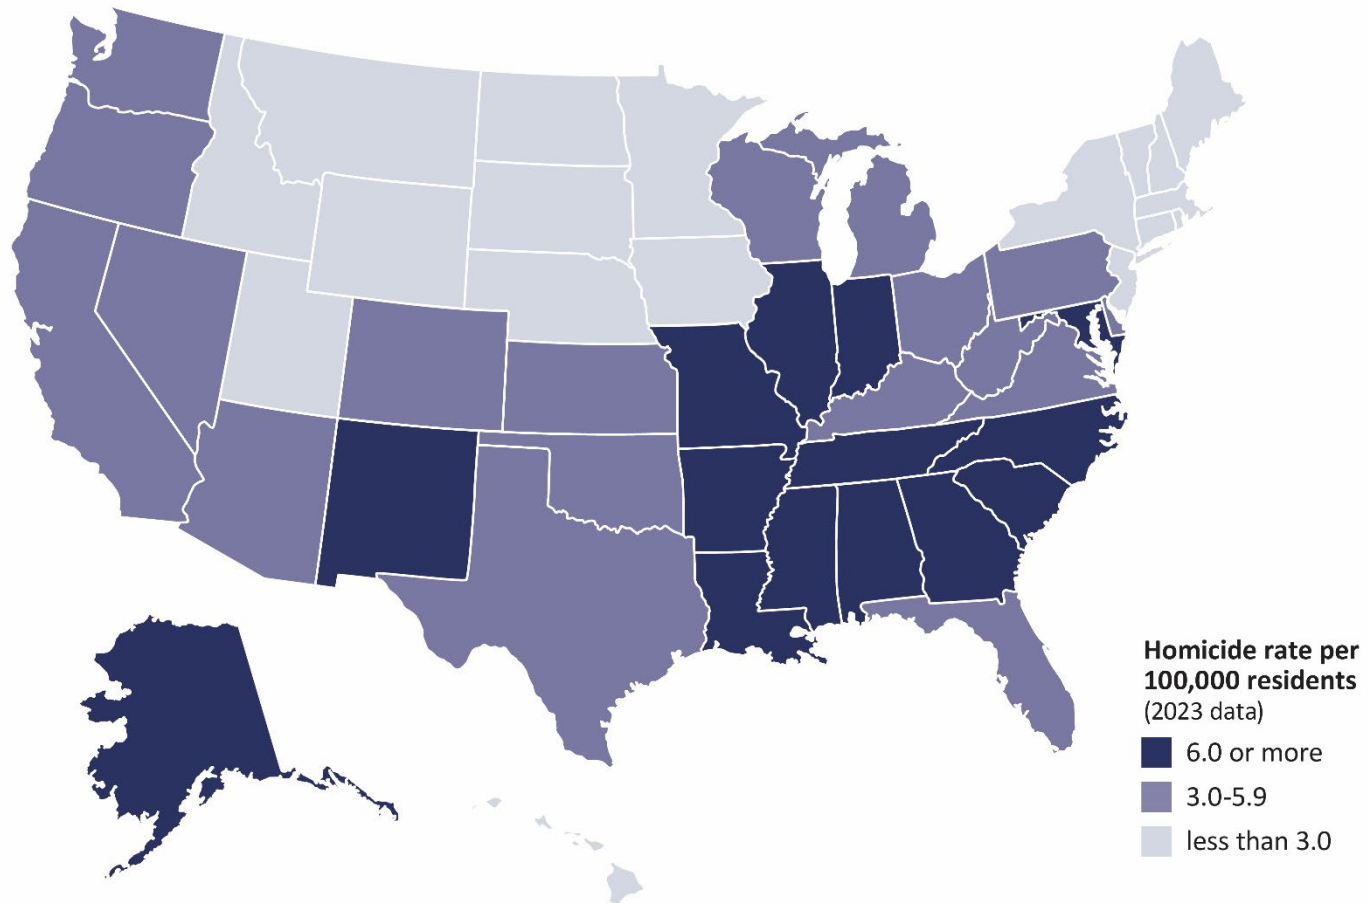 Homicide rate per
100,000 residents
(2023 data)
6.0 or more
3.0-5.9
less than 3.0